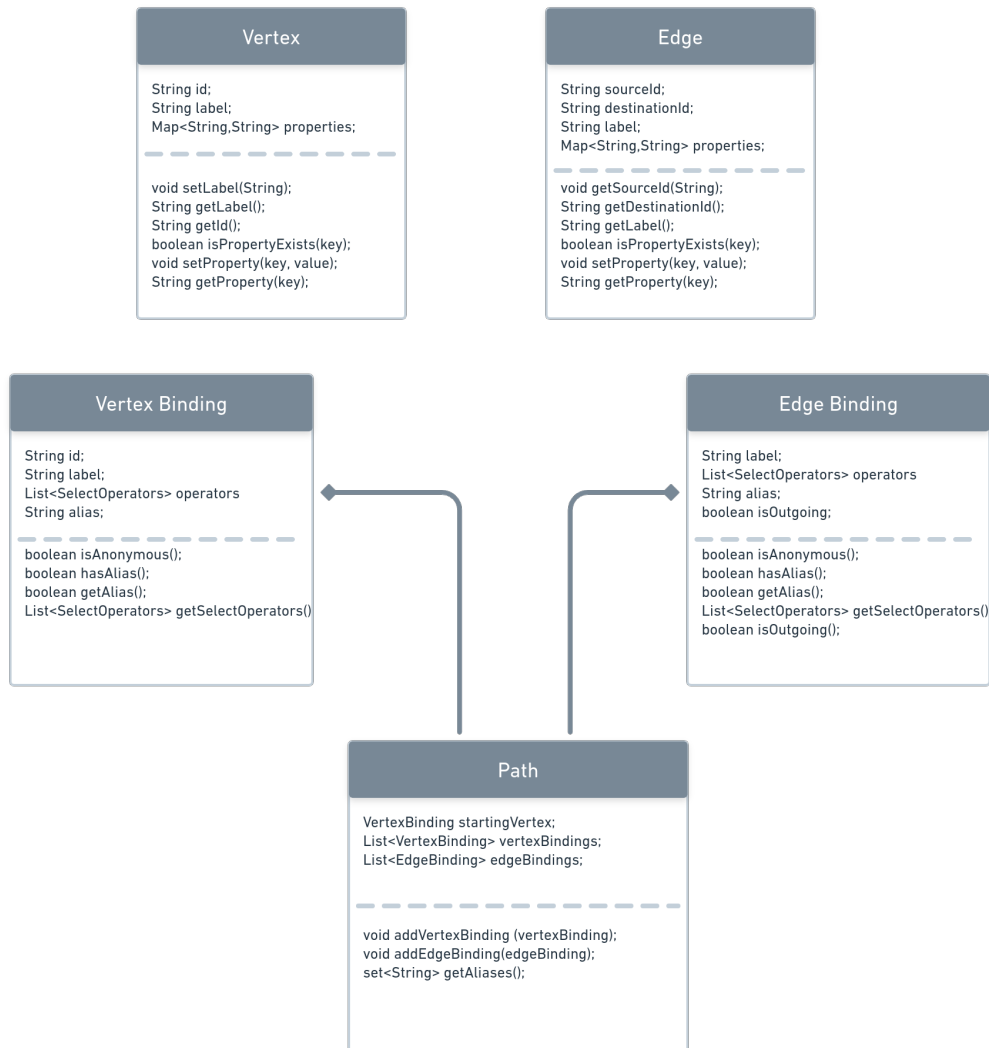 Vertex
String id;
String label;
Map<String,String> properties;
void setLabel(String);
String getLabel();
String getId();
boolean isPropertyExists(key);
void setProperty(key, value);
String getProperty(key);
Edge
String sourceId;
String destinationId;
String label;
Map<String,String> properties;
void getSourceId(String);
String getDestinationId();
String getLabel();
boolean isPropertyExists(key);
void setProperty(key, value);
String getProperty(key);
Vertex Binding
String id;
String label;
List<SelectOperators> operators
String alias;
boolean isAnonymous();
boolean hasAlias();
boolean getAlias();
List<SelectOperators> getSelectOperators()
Edge Binding
String label;
List<SelectOperators> operators
String alias;
boolean isOutgoing;
boolean isAnonymous();
boolean hasAlias();
boolean getAlias();
List<SelectOperators> getSelectOperators()
boolean isOutgoing();
Path
VertexBinding startingVertex;
List<VertexBinding> vertexBindings;
List<EdgeBinding> edgeBindings;
void addVertexBinding (vertexBinding);
void addEdgeBinding(edgeBinding);
set<String> getAliases();